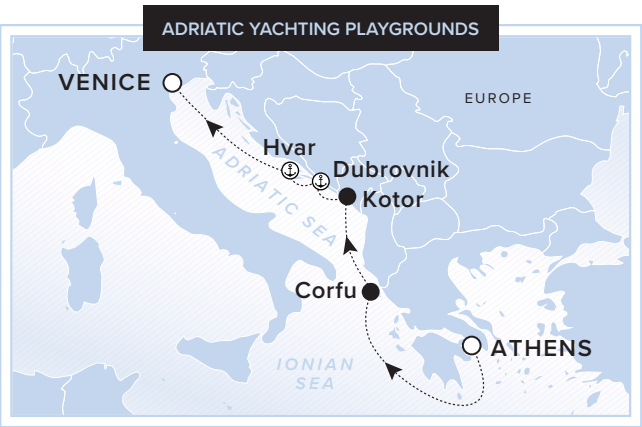 ADRIATIC YACHTING PLAYGROUNDS
VENICE
EUROPE
Hvar
Dubrovnik
Kotor
ADRIATIC SEA
Corfu
ATHENS
IONIAN
SEA